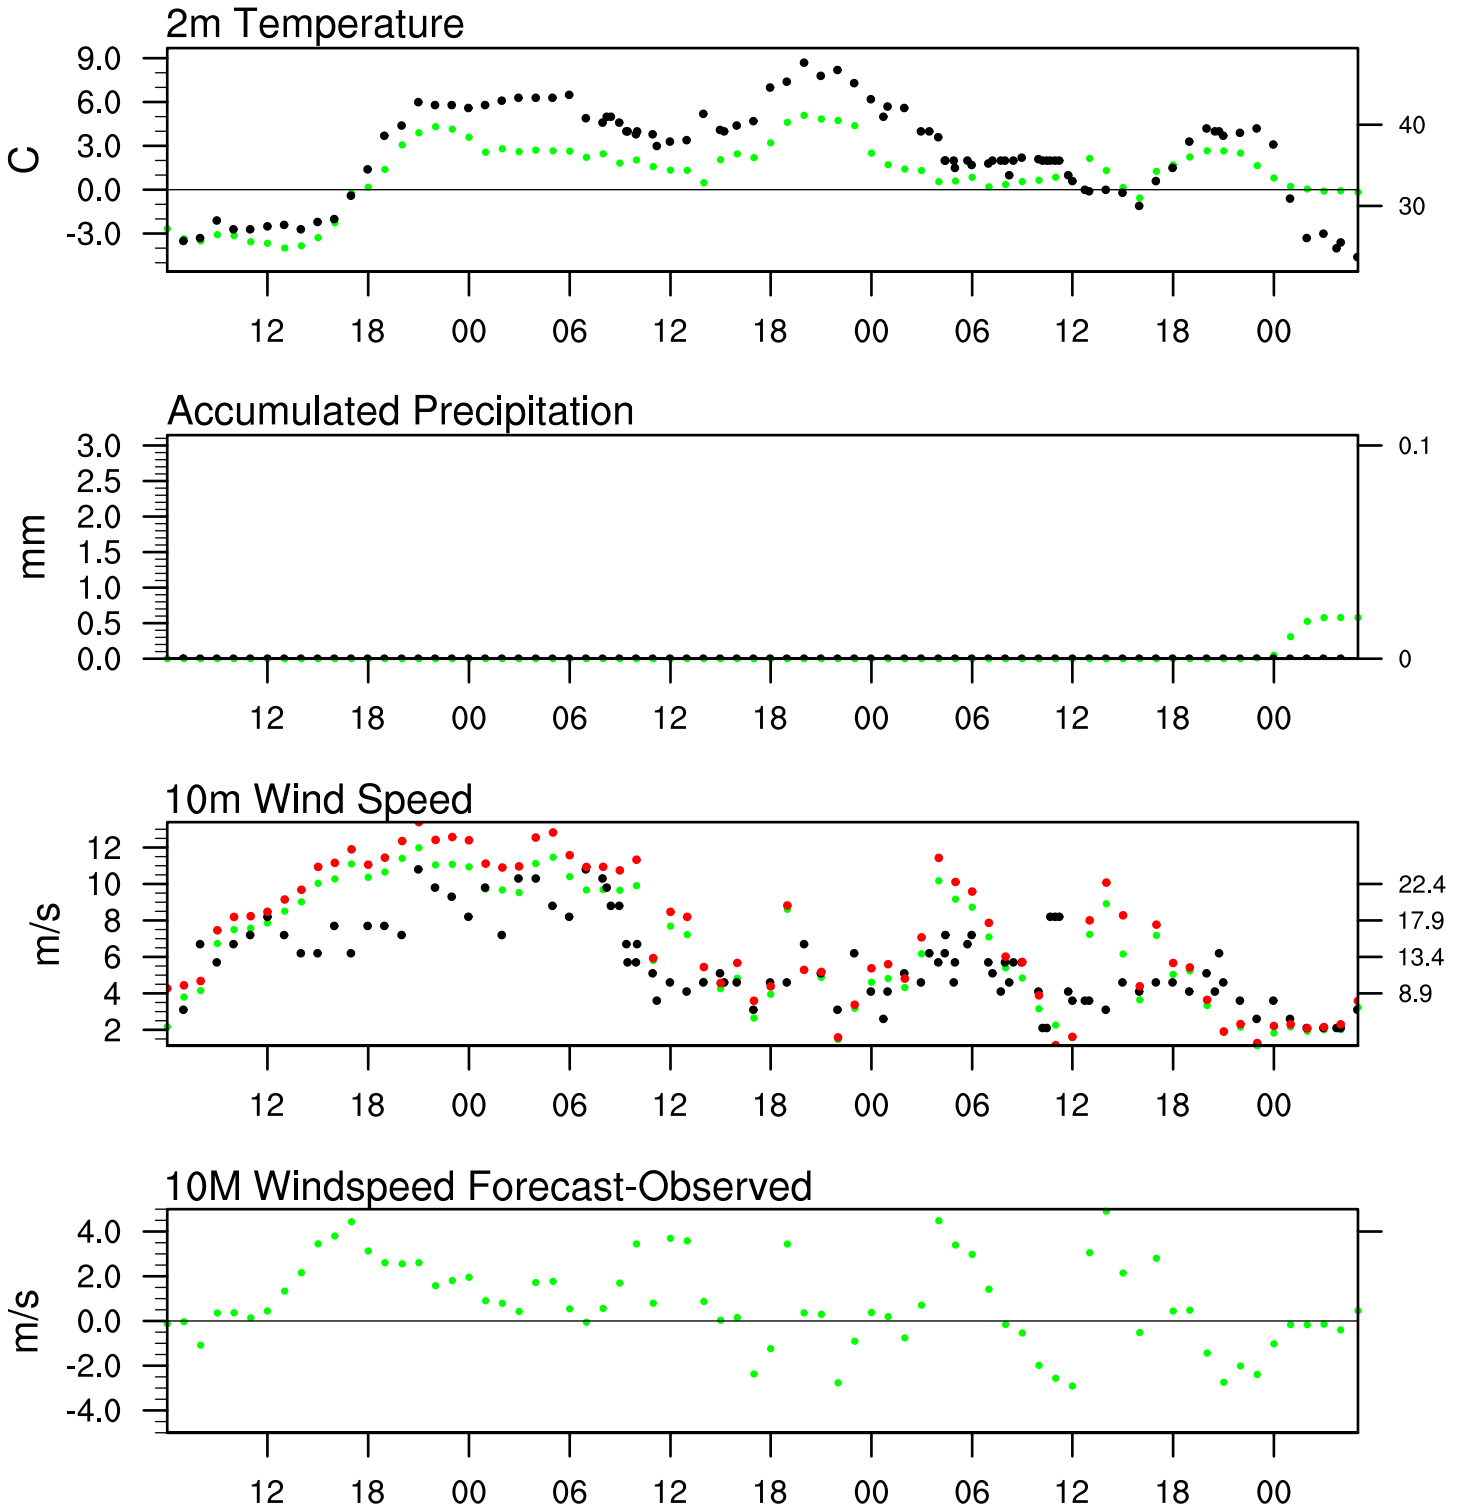 2m Temperature
9.0
6.0
3.0
0.0
-3.0
C
40
30
12 18 00 06 12 18 00 06 12 18 00
Accumulated Precipitation
3.0
2.5
2.0
1.5
1.0
0.5
0.0
mm
0.1
0
12 18 00 06 12 18 00 06 12 18 00
10m Wind Speed
12
10
8
6
4
2
m/s
22.4
17.9
13.4
8.9
12 18 00 06 12 18 00 06 12 18 00
10M Windspeed Forecast-Observed
4.0
2.0
0.0
-2.0
-4.0
m/s
12 18 00 06 12 18 00 06 12 18 00